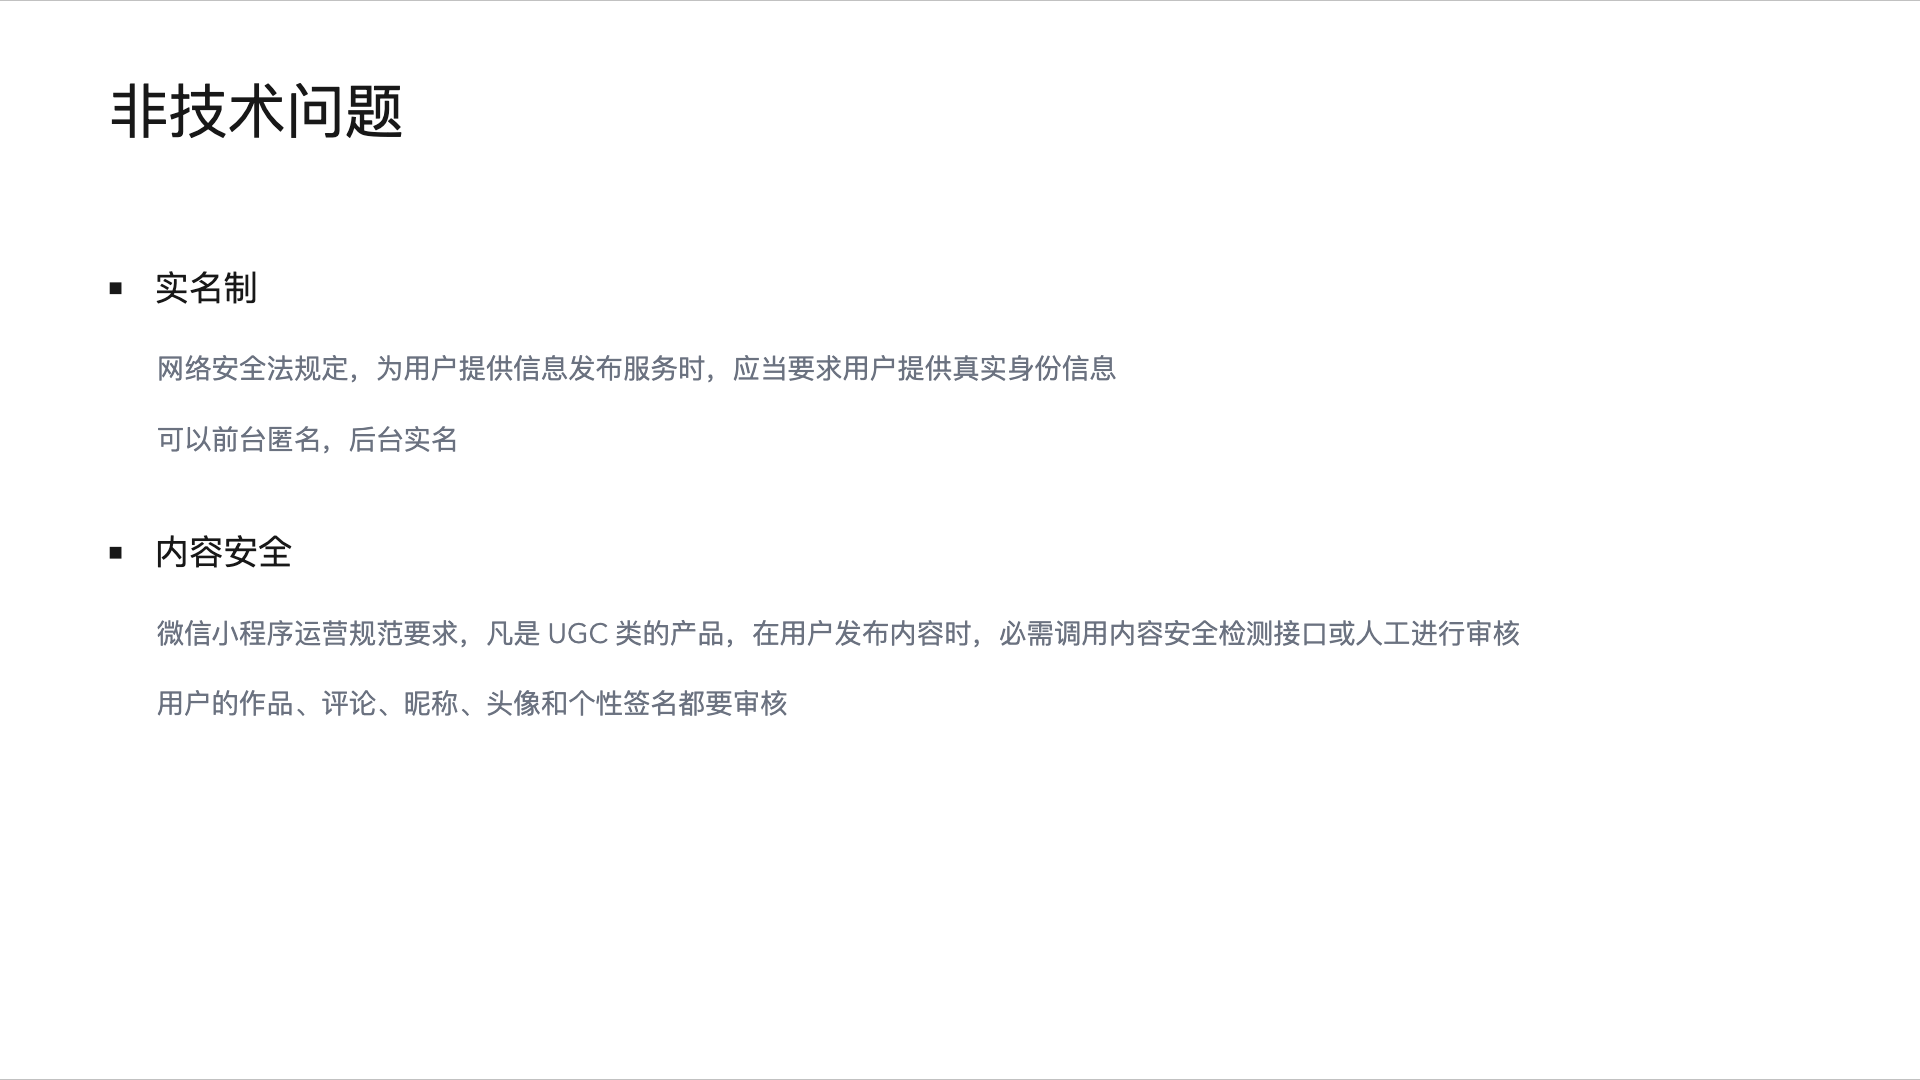 非技术问题
实名制
网络安全法规定，为用户提供信息发布服务时，应当要求用户提供真实身份信息
可以前台匿名，后台实名
内容安全
微信小程序运营规范要求，凡是 UGC 类的产品，在用户发布内容时，必需调用内容安全检测接口或人工进行审核
用户的作品、评论、昵称、头像和个性签名都要审核